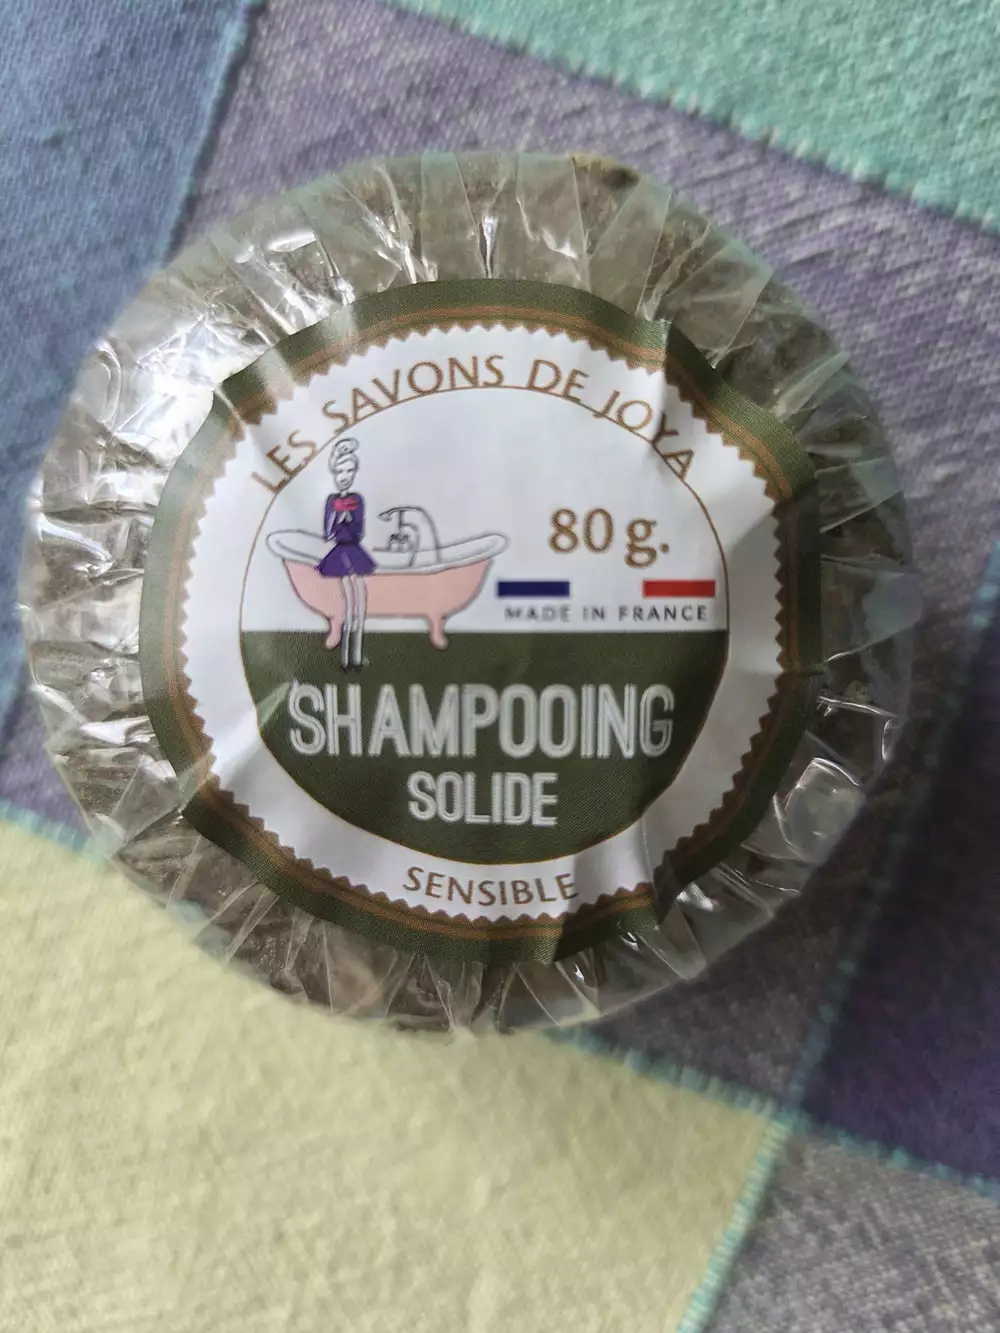 LES SAVONS DE JOYA
80 g.
MADE IN FRANCE
SHAMPOOING
SOLIDE
SENSIBLE